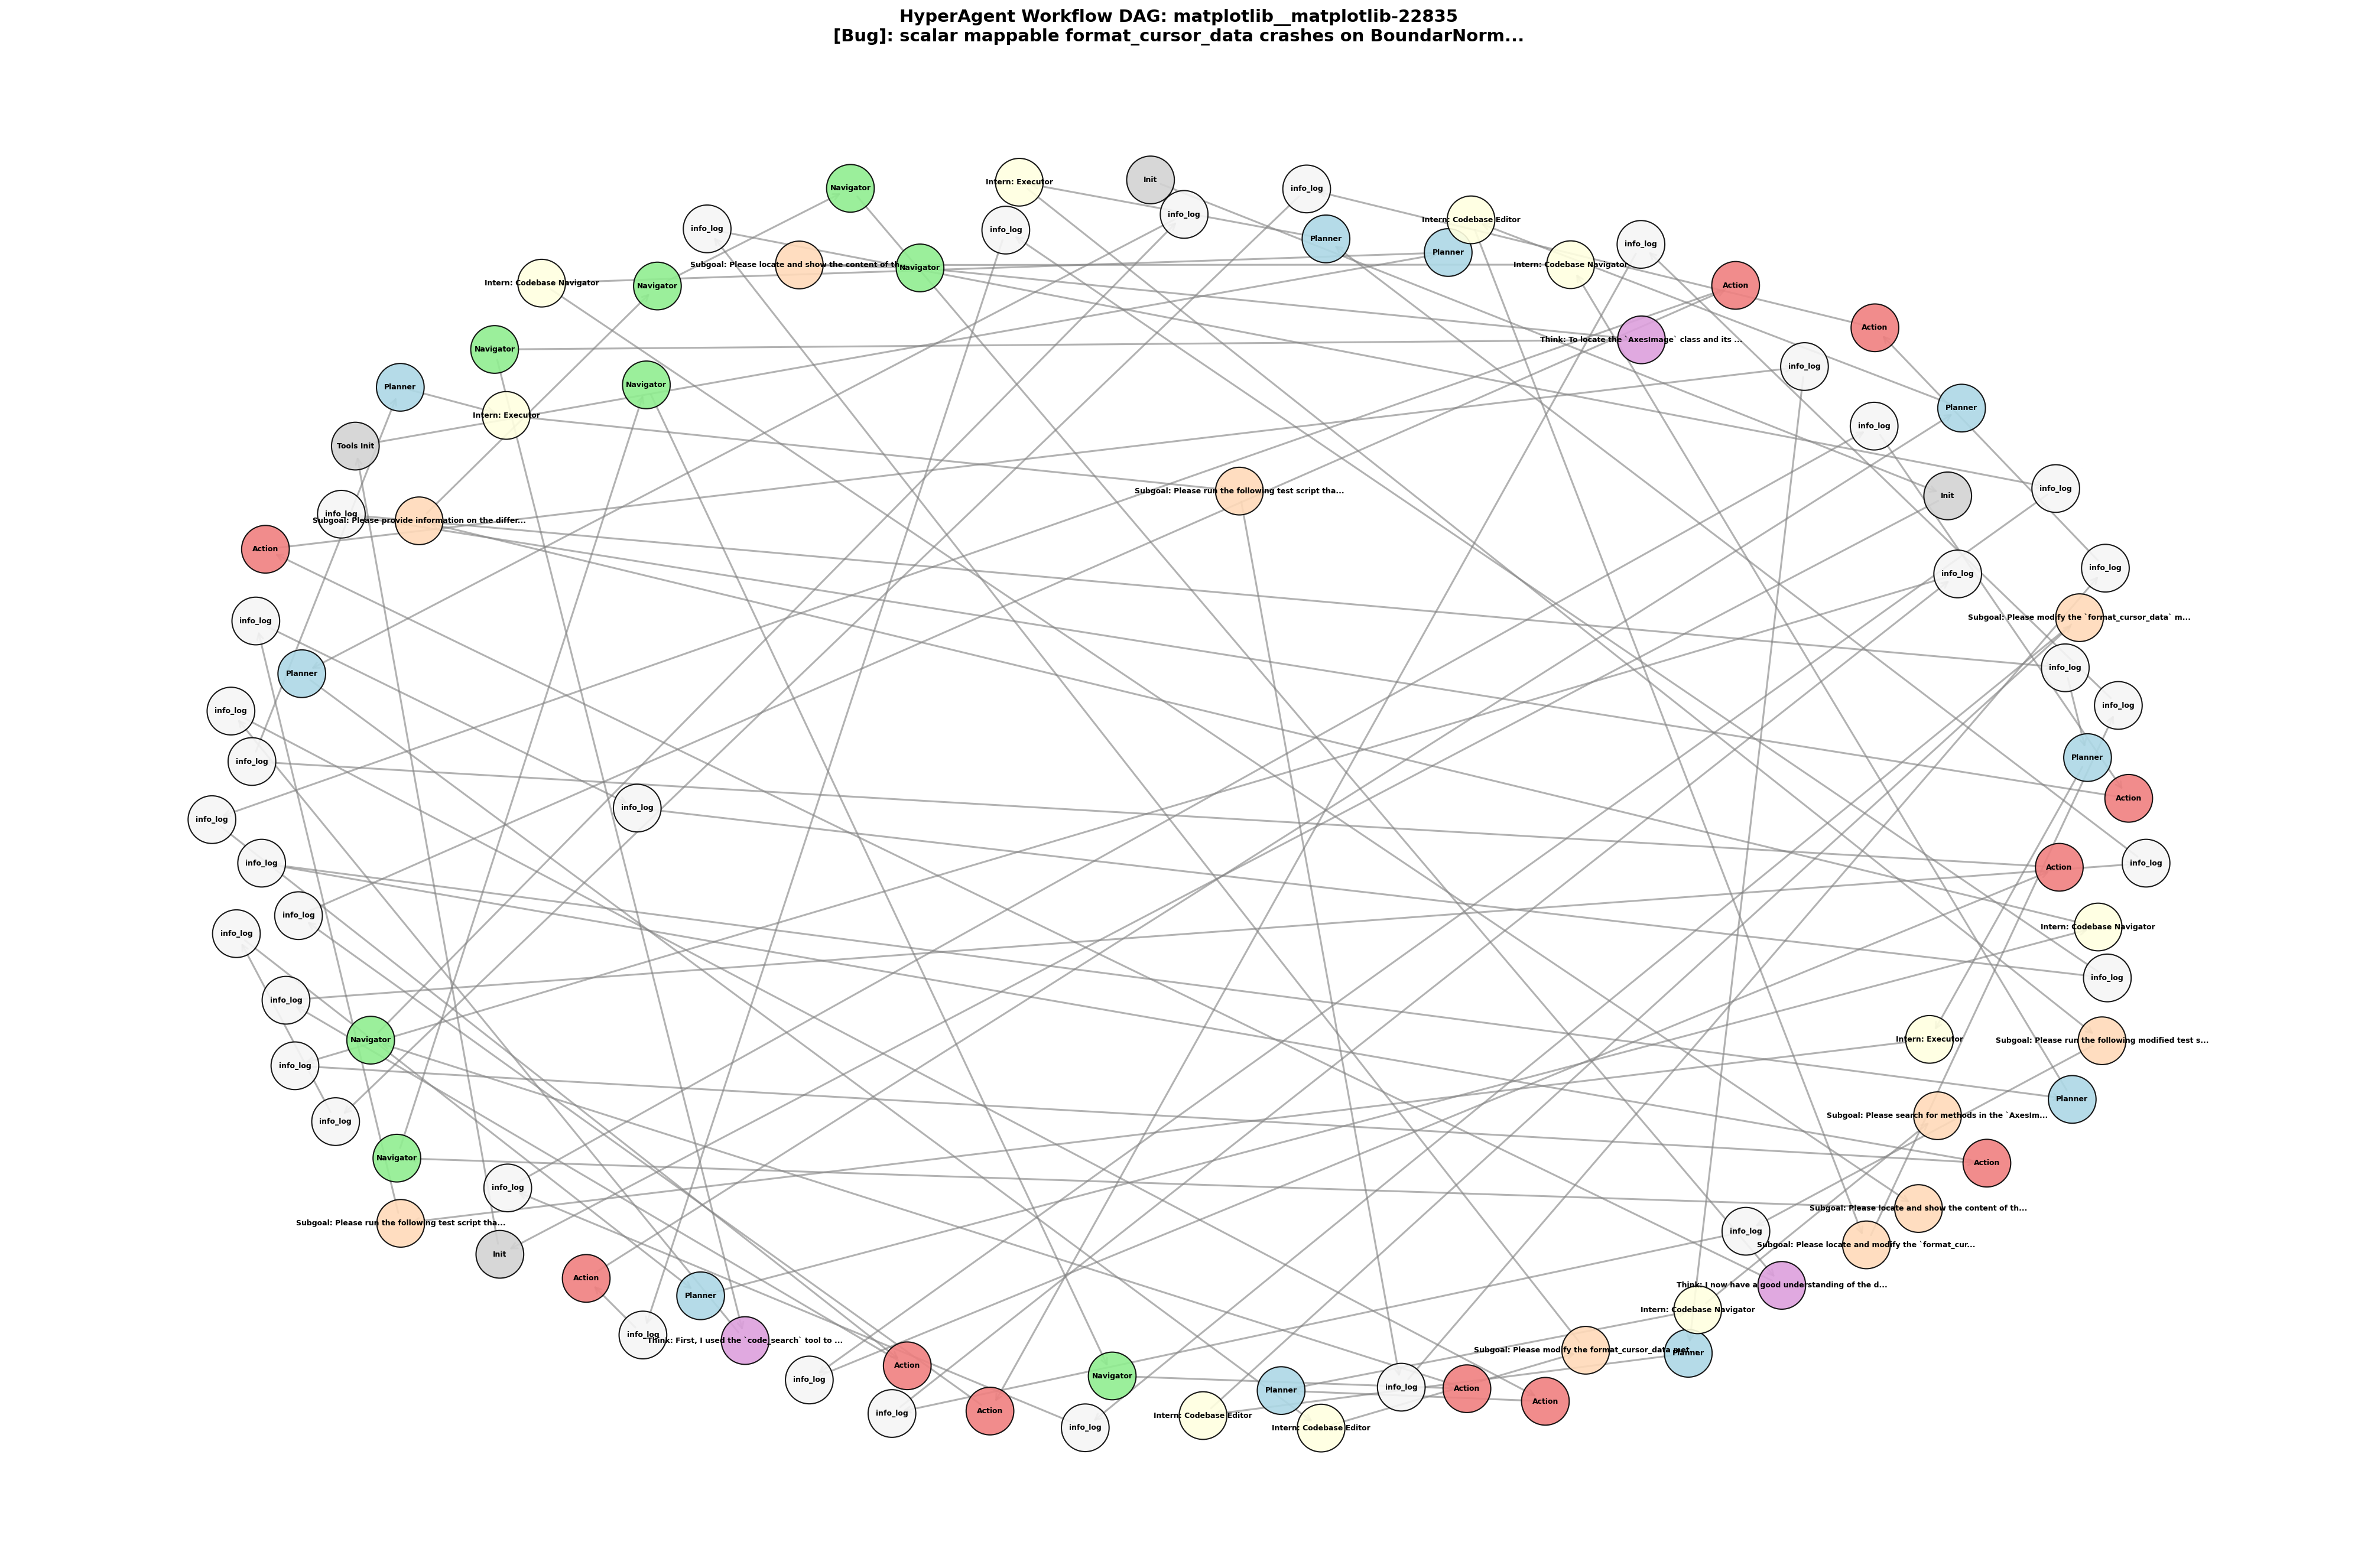 HyperAgent Workflow DAG: matplotlib__matplotlib-22835
[Bug]: scalar mappable format_cursor_data crashes on BoundarNorm...
Init
Intern: Executor
Navigator
info_log
info_log
Intern: Codebase Editor
info_log
info_log
Planner
info_log
Planner
Subgoal: Please locate and show the content of th...
Navigator
Intern: Codebase Navigator
Intern: Codebase Navigator
Navigator
Action
Action
Think: To locate the `AxesImage` class and its ...
Navigator
info_log
Navigator
Planner
Planner
Intern: Executor
info_log
Tools Init
info_log
Subgoal: Please run the following test script tha...
Init
info_log
Subgoal: Please provide information on the differ...
Action
info_log
info_log
Subgoal: Please modify the `format_cursor_data` m...
info_log
info_log
Planner
info_log
info_log
Planner
info_log
Action
info_log
info_log
info_log
info_log
Action
info_log
Intern: Codebase Navigator
info_log
info_log
info_log
Intern: Executor
Navigator
Subgoal: Please run the following modified test s...
info_log
Planner
Subgoal: Please search for methods in the `AxesIm...
info_log
Navigator
Action
info_log
Subgoal: Please locate and show the content of th...
Subgoal: Please run the following test script tha...
info_log
Subgoal: Please locate and modify the `format_cur...
Init
Action
Think: I now have a good understanding of the d...
Planner
Intern: Codebase Navigator
info_log
Think: First, I used the `code_search` tool to ...
Subgoal: Please modify the format_cursor_data met...
Planner
Action
Navigator
info_log
info_log
Action
Planner
Action
info_log
Action
Intern: Codebase Editor
info_log
Intern: Codebase Editor